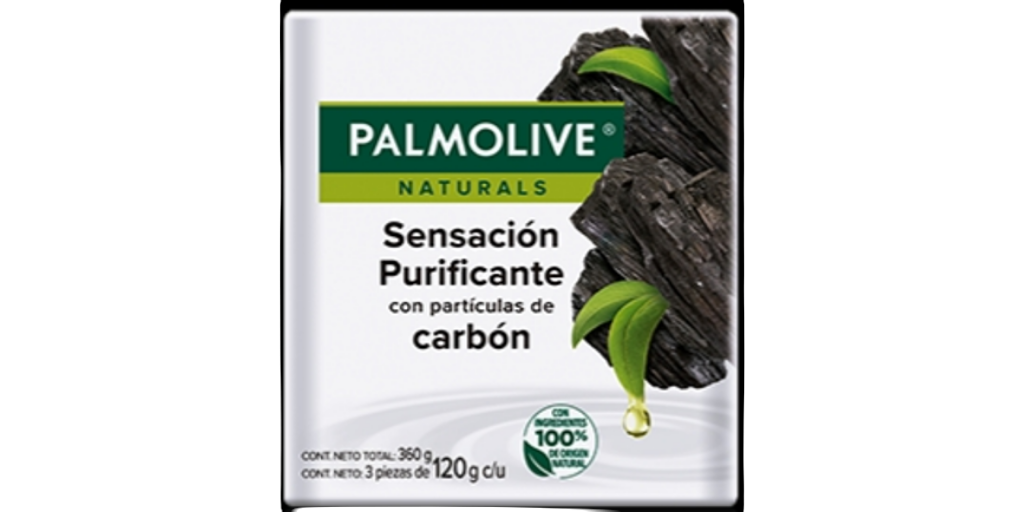 PALMOLIVE®
NATURALS
Sensación
Purificante
con partículas de
carbón
CON
INGREDIENTES
100%
DE ORIGEN
NATURAL
CONT. NETO TOTAL: 360 g
CONT. NETO: 3 piezas de 120g c/u